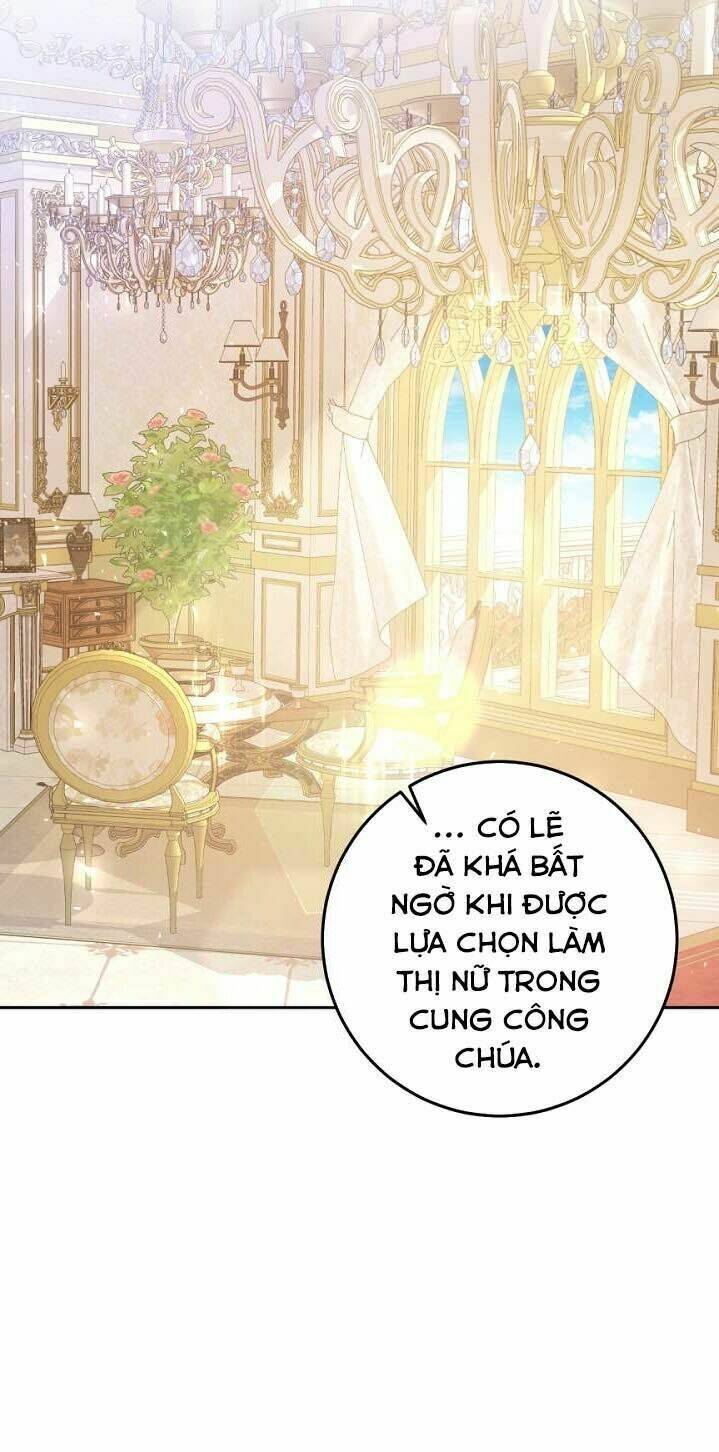 ... CÓ LẼ
ĐÃ KHÁ BẤT
NGỜ KHI ĐƯỢC
LỰA CHỌN LÀM
THỊ NỮ TRONG
CUNG CÔNG
CHÚA.